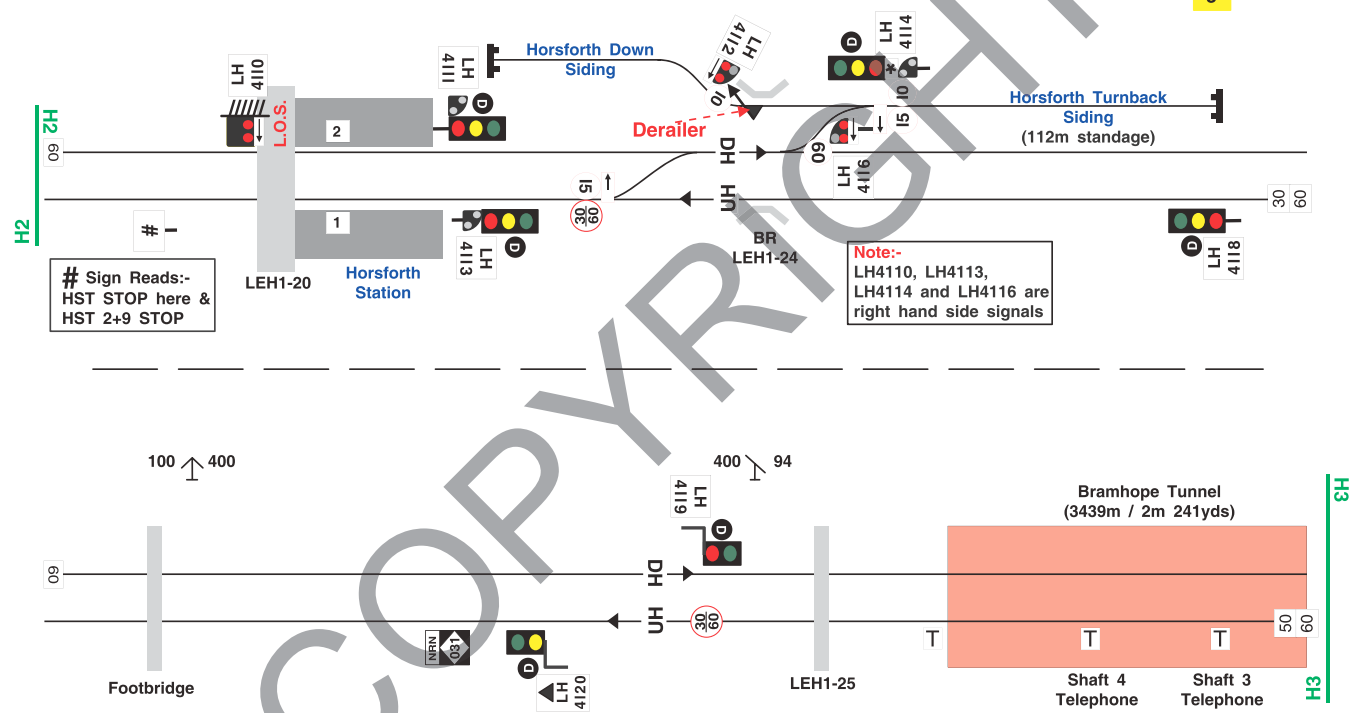 Horsforth Down
Siding
LH
4110
LH
4111
LH
4112
LH
4114
D
D
10
10
15
Horsforth Turnback
Siding
(112m standage)
Derailer
L.O.S.
2
H2
60
DH
60
LH
4116
15
30
60
UH
30
60
H2
#
1
D
LH
4113
BR
LEH1-24
D
LH
4118
# Sign Reads:-
HST STOP here &
HST 2+9 STOP
LEH1-20
Horsforth
Station
Note:-
LH4110, LH4113,
LH4114 and LH4116 are
right hand side signals
COPYRIGHT
100 400
400 94
LH
4119
D
Bramhope Tunnel
(3439m / 2m 241yds)
H3
60
DH
UH
30
60
50
60
NRN
031
D
LH
4120
T
T
T
Footbridge
LEH1-25
Shaft 4
Telephone
Shaft 3
Telephone
H3